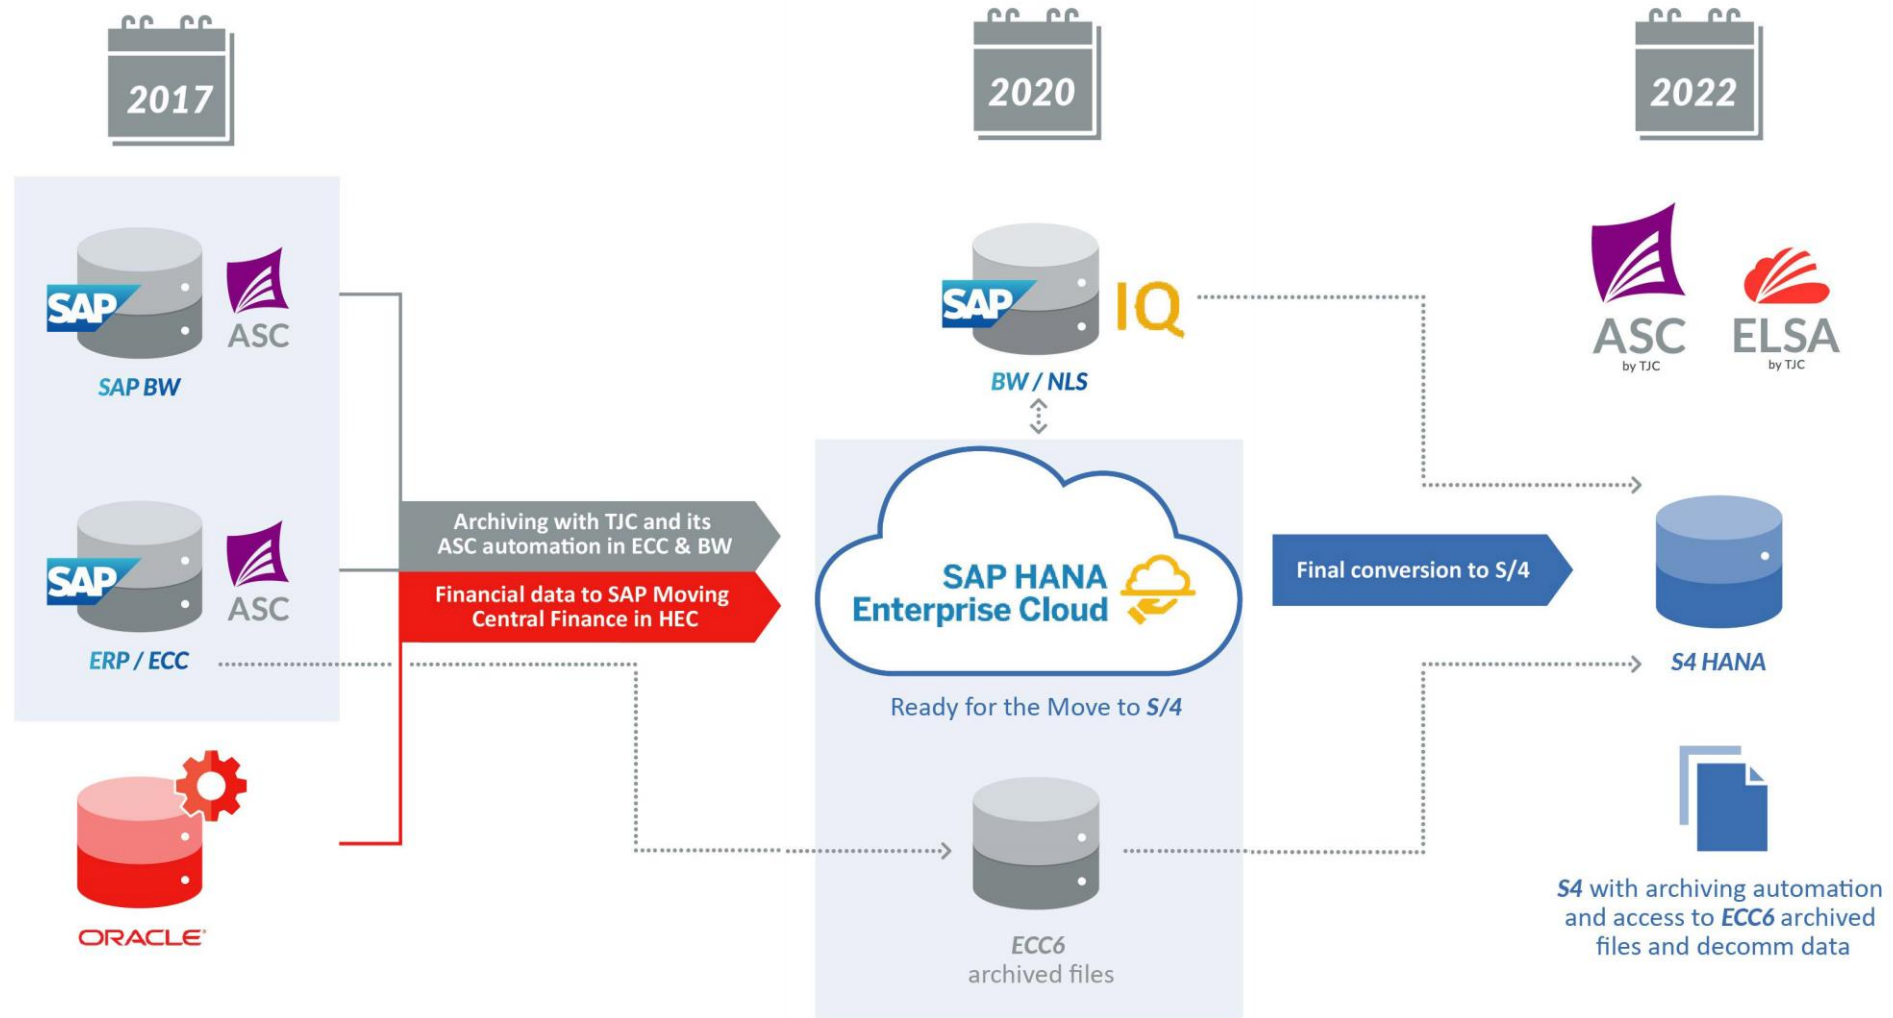 2017
2020
2022
SAP
ASC
SAP BW
SAP
ASC
ERP / ECC
ORACLE
Archiving with TJC and its
ASC automation in ECC & BW
Financial data to SAP Moving
Central Finance in HEC
SAP
IQ
BW / NLS
SAP HANA
Enterprise Cloud
Ready for the Move to S/4
ECC6
archived files
Final conversion to S/4
ASC
by TJC
ELSA
by TJC
S4 HANA
S4 with archiving automation
and access to ECC6 archived
files and decomm data